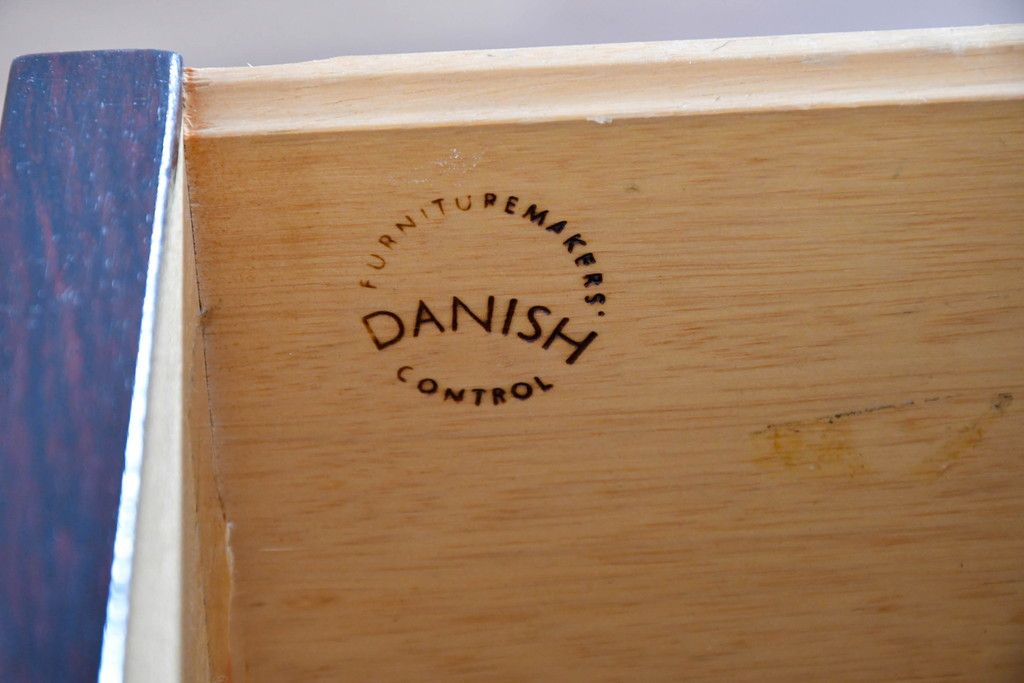 FURNITUREMAKERS'
DANISH
CONTROL